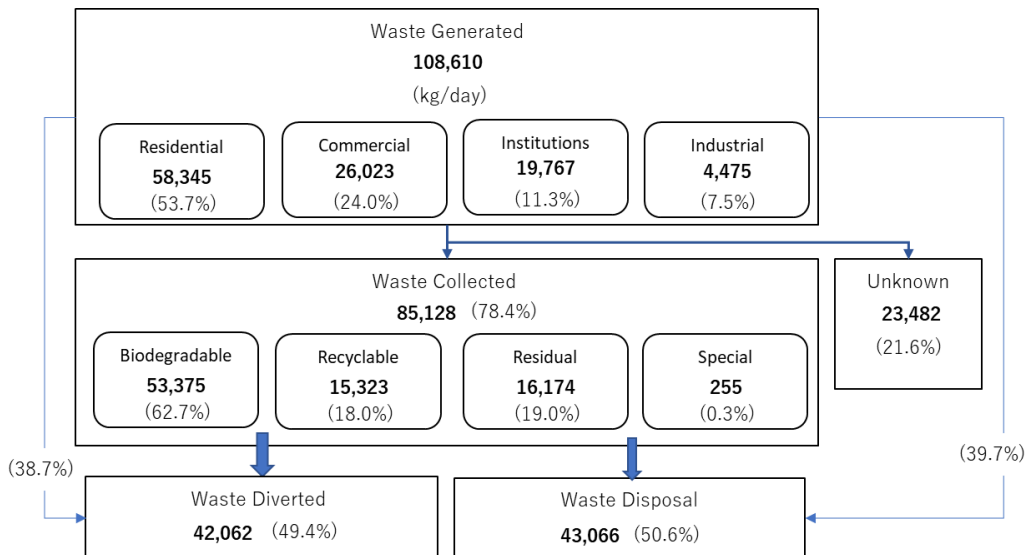 Waste Generated
108,610
(kg/day)
Residential
58,345
(53.7%)
Commercial
26,023
(24.0%)
Institutions
19,767
(11.3%)
Industrial
4,475
(7.5%)
Waste Collected
85,128 (78.4%)
Biodegradable
53,375
(62.7%)
Recyclable
15,323
(18.0%)
Residual
16,174
(19.0%)
Special
255
(0.3%)
Unknown
23,482
(21.6%)
(38.7%)
(39.7%)
Waste Diverted
42,062 (49.4%)
Waste Disposal
43,066 (50.6%)